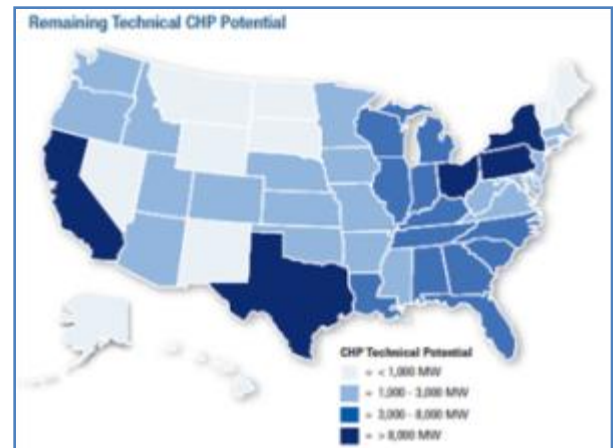 Remaining Technical CHP Potential
CHP Technical Potential
= < 1,000 MW
= 1,000 - 3,000 MW
= 3,000 - 8,000 MW
= > 8,000 MW